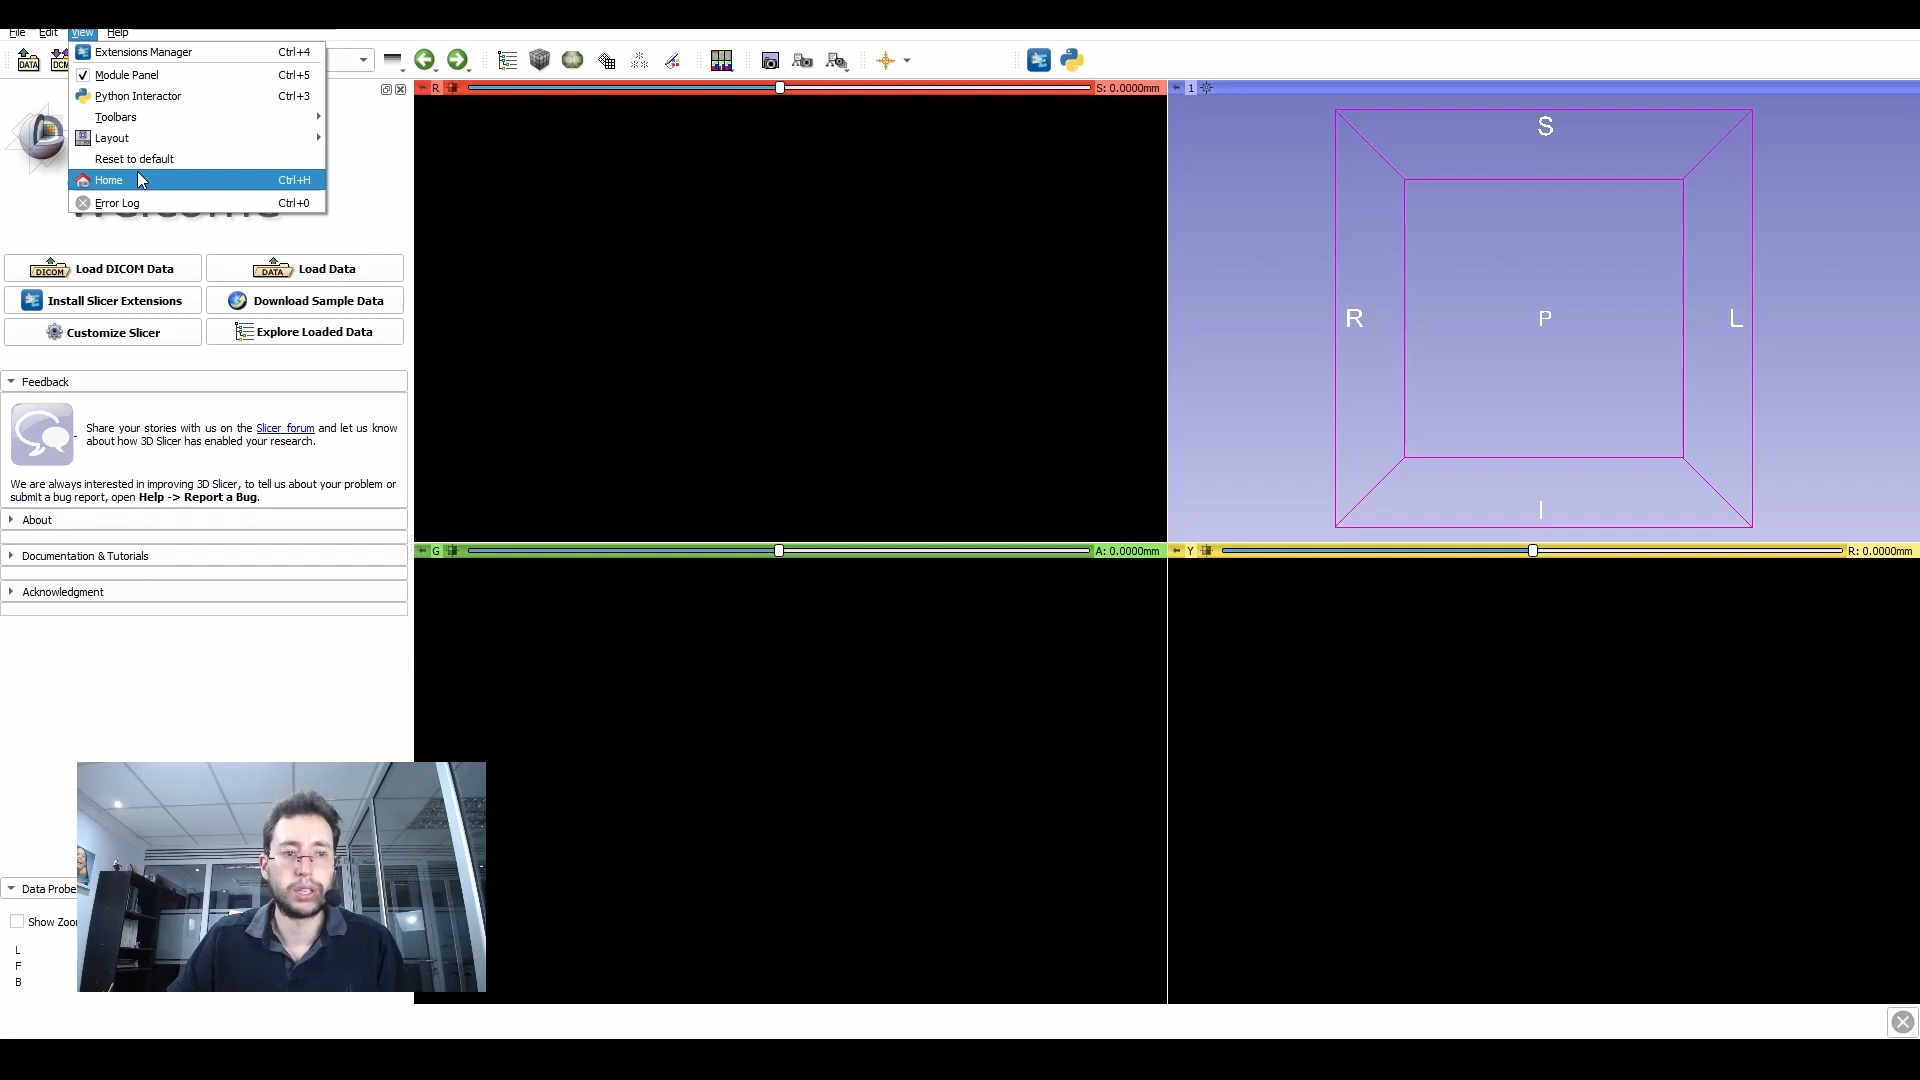 File Edit View Help
Extensions Manager Ctrl+4
Module Panel Ctrl+5
Python Interactor Ctrl+3
Toolbars
Layout
Reset to default
Home Ctrl+H
Error Log Ctrl+0
DATA
R S: 0.0000mm
1
S
R P L
I
Load DICOM Data
DATA Load Data
DICOM
Install Slicer Extensions
Download Sample Data
Customize Slicer
Explore Loaded Data
Feedback
Share your stories with us on the Slicer forum and let us know
about how 3D Slicer has enabled your research.
We are always interested in improving 3D Slicer, to tell us about your problem or
submit a bug report, open Help -> Report a Bug.
About
Documentation & Tutorials
Acknowledgment
G A: 0.0000mm
Y R: 0.0000mm
Data Probe
Show Zoo
L
F
B